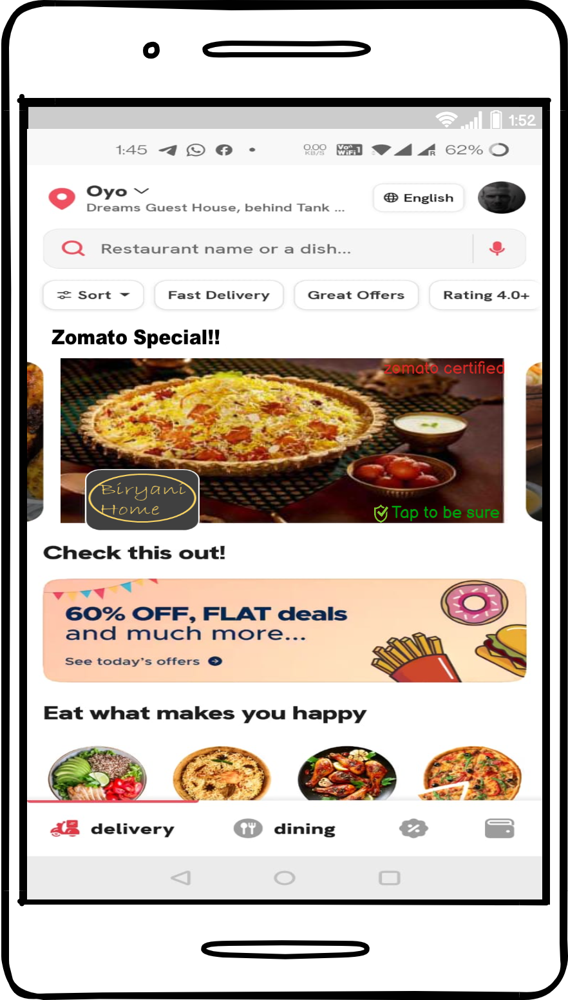 1:52
1:45
0.00
KB/S
Vo))
WiFi 1
R
62%
Oyo
Dreams Guest House, behind Tank ...
English
Restaurant name or a dish...
Sort
Fast Delivery
Great Offers
Rating 4.0+
Zomato Special!!
zomato certified
Biryani
Home
Tap to be sure
Check this out!
60% OFF, FLAT deals
and much more...
See today's offers
Eat what makes you happy
delivery
dining